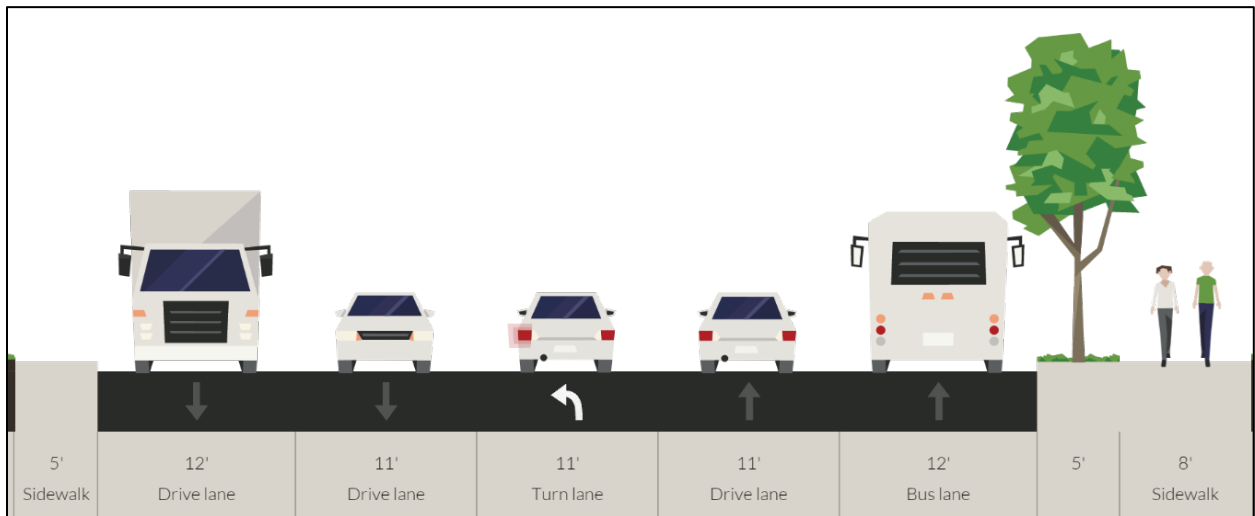 5' 12' 11' 11' 11' 12' 5' 8'
Sidewalk Drive lane Drive lane Turn lane Drive lane Bus lane Sidewalk